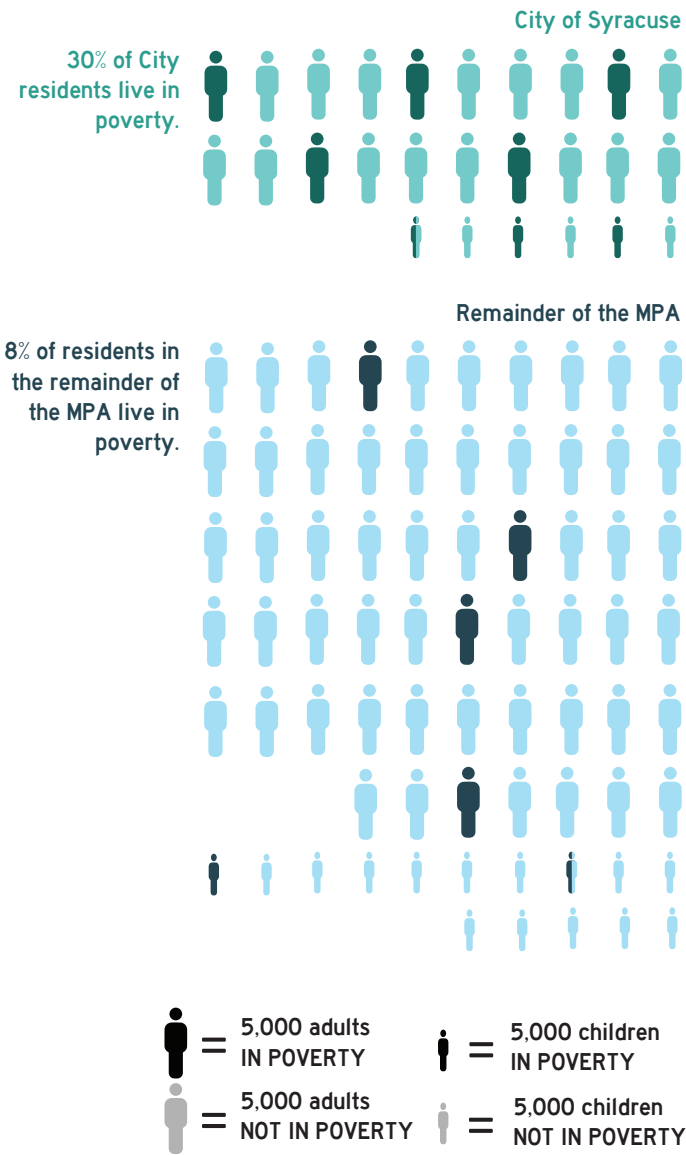 City of Syracuse
30% of City
residents live in
poverty.
Remainder of the MPA
8% of residents in
the remainder of
the MPA live in
poverty.
= 5,000 adults
IN POVERTY
= 5,000 children
IN POVERTY
= 5,000 adults
NOT IN POVERTY
= 5,000 children
NOT IN POVERTY